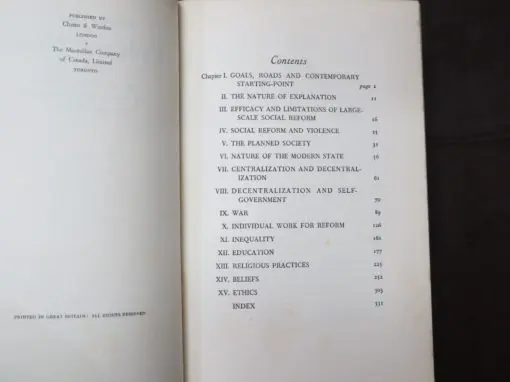 PUBLISHED BY
Chatto & Windus
LONDON
The Macmillan Company
of Canada, Limited
TORONTO
PRINTED IN GREAT BRITAIN: ALL RIGHTS RESERVED
Contents
Chapter I. GOALS, ROADS AND CONTEMPORARY
STARTING-POINT page 1
II. THE NATURE OF EXPLANATION 11
III. EFFICACY AND LIMITATIONS OF LARGE-
SCALE SOCIAL REFORM 16
IV. SOCIAL REFORM AND VIOLENCE 25
V. THE PLANNED SOCIETY 31
VI. NATURE OF THE MODERN STATE 56
VII. CENTRALIZATION AND DECENTRAL-
IZATION 61
VIII. DECENTRALIZATION AND SELF-
GOVERNMENT 70
IX. WAR 89
X. INDIVIDUAL WORK FOR REFORM 126
XI. INEQUALITY 161
XII. EDUCATION 177
XIII. RELIGIOUS PRACTICES 225
XIV. BELIEFS 252
XV. ETHICS 303
INDEX 331